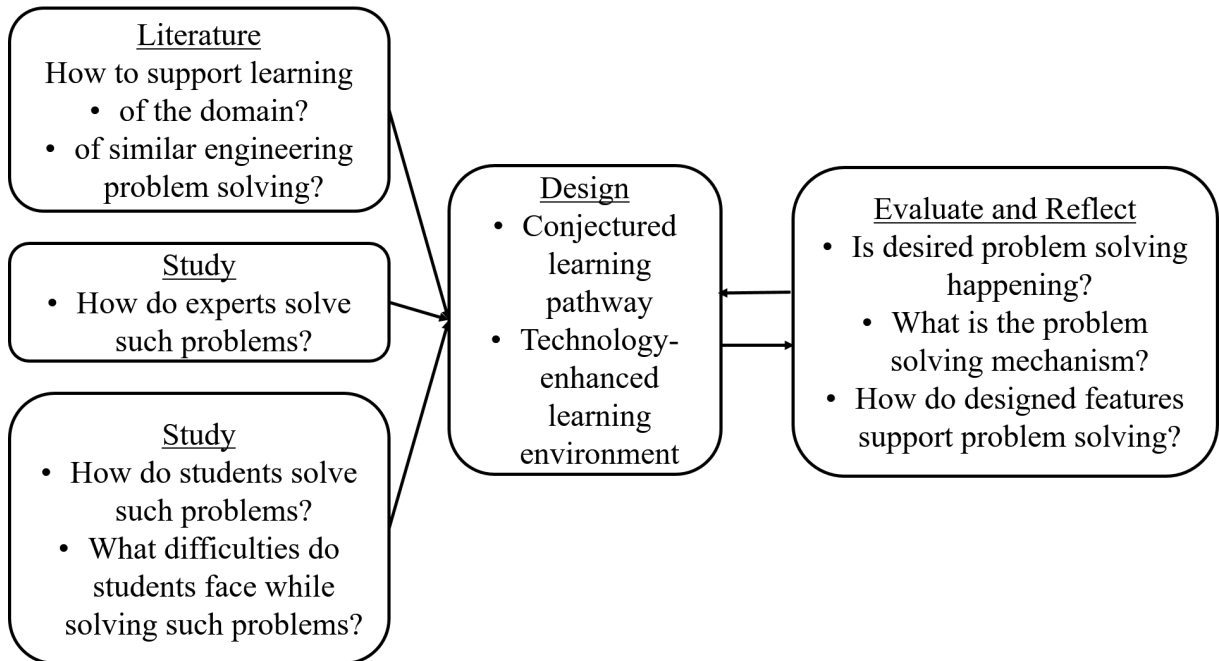 Literature
How to support learning
• of the domain?
• of similar engineering
problem solving?
Study
• How do experts solve
such problems?
Study
• How do students solve
such problems?
• What difficulties do
students face while
solving such problems?
Design
• Conjectured
learning
pathway
• Technology-
enhanced
learning
environment
Evaluate and Reflect
• Is desired problem solving
happening?
• What is the problem
solving mechanism?
• How do designed features
support problem solving?